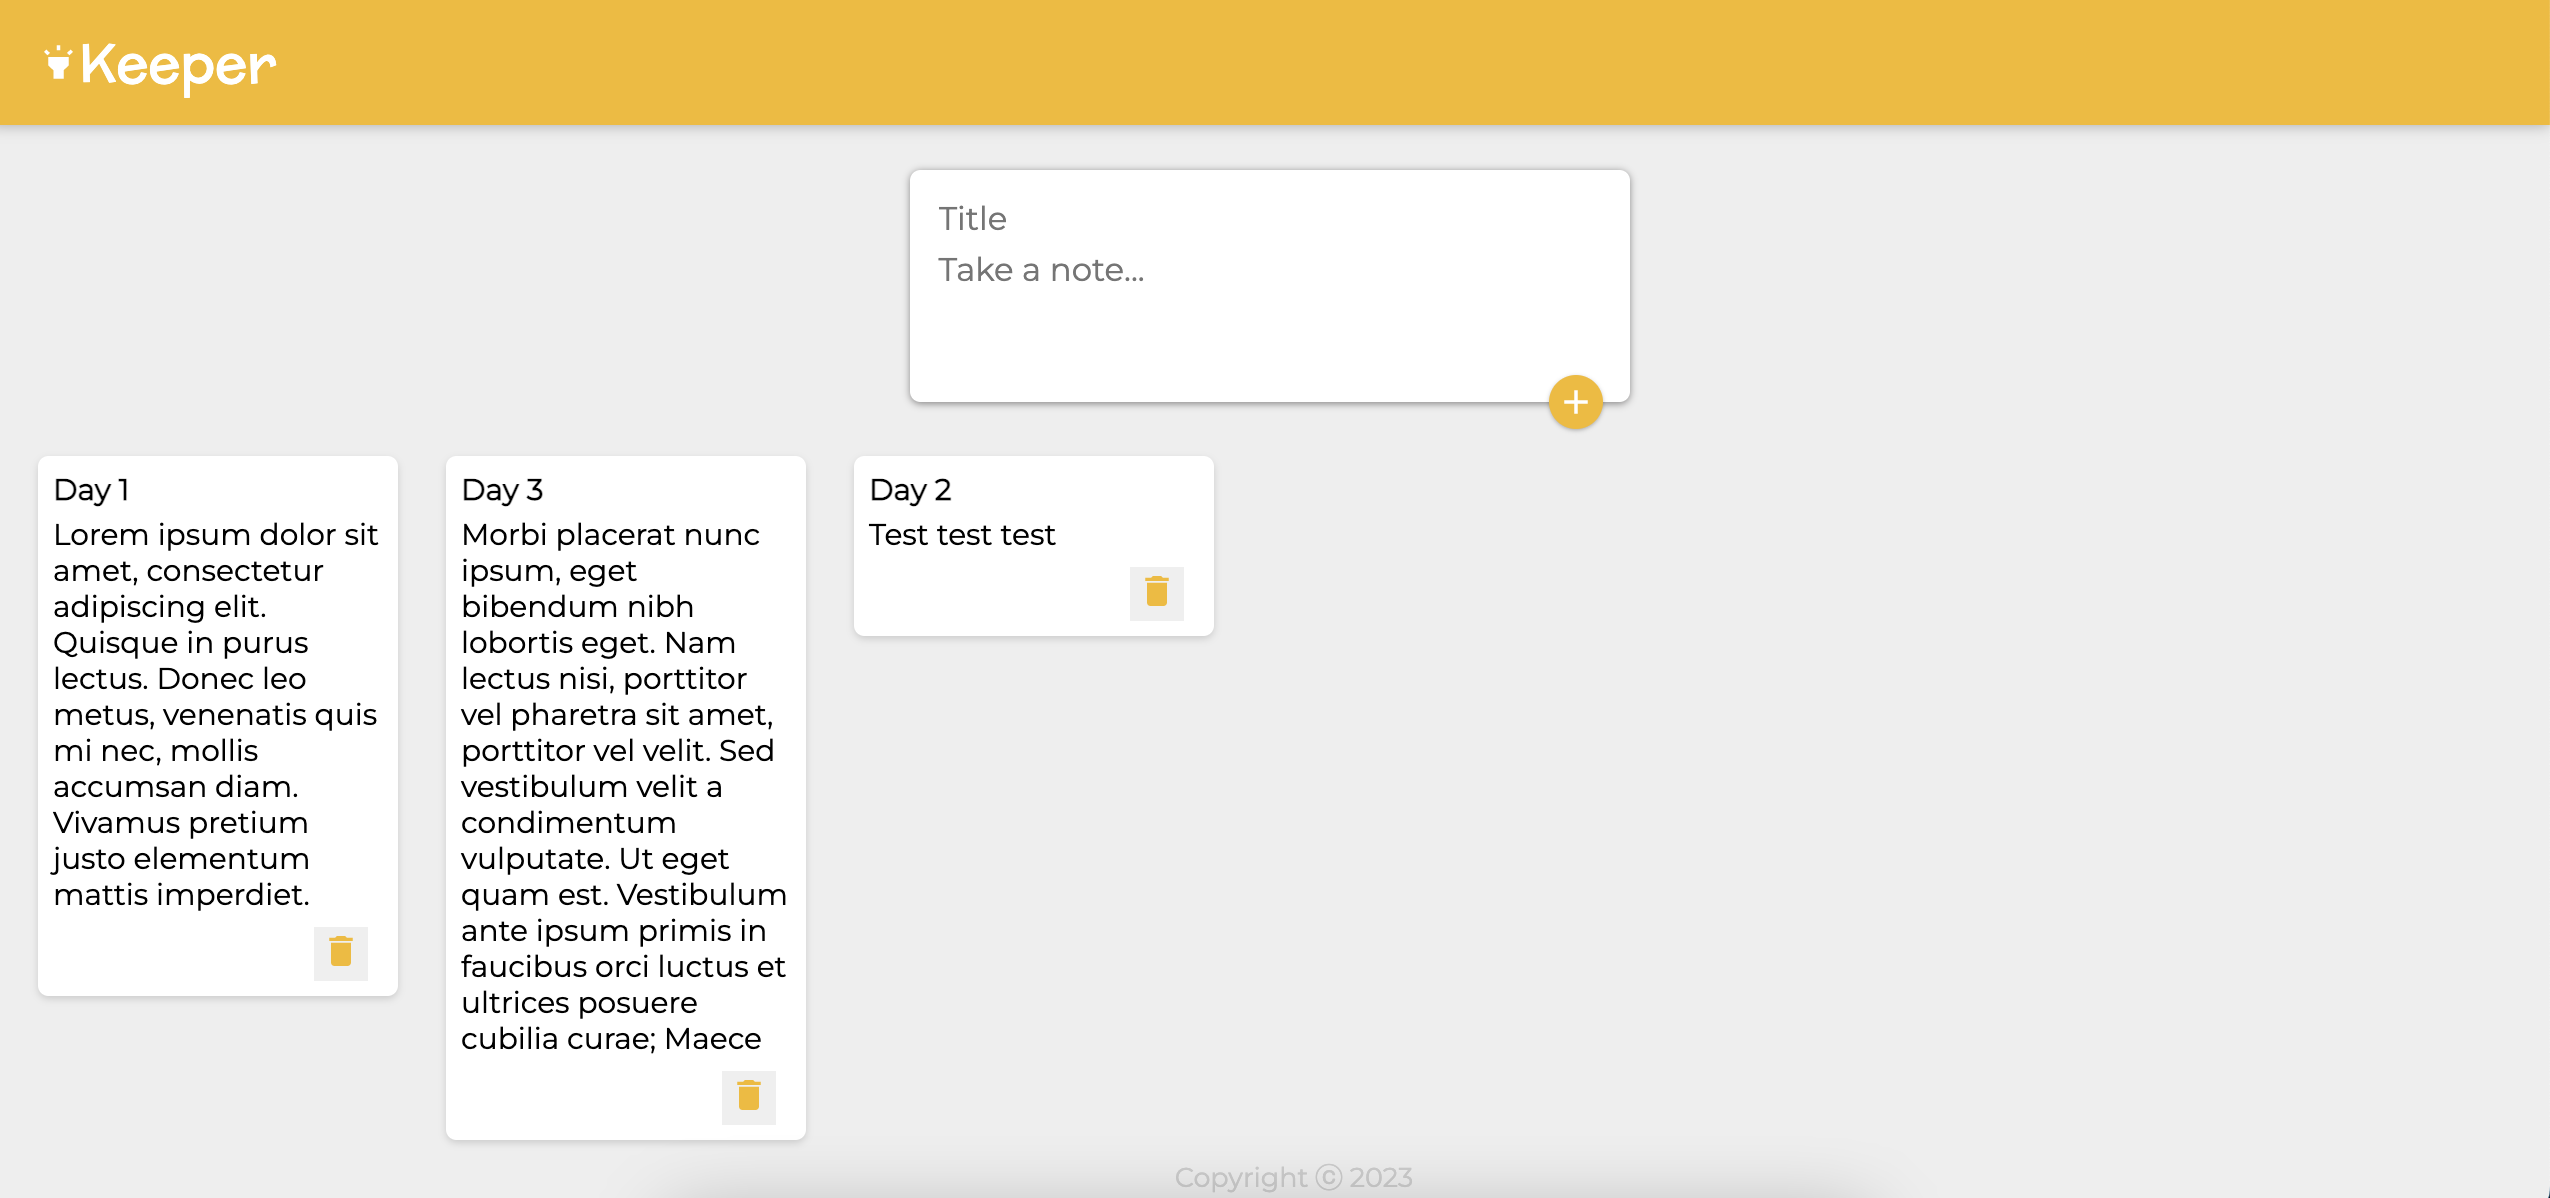 Keeper
Title
Take a note...
Day 1
Lorem ipsum dolor sit
amet, consectetur
adipiscing elit.
Quisque in purus
lectus. Donec leo
metus, venenatis quis
mi nec, mollis
accumsan diam.
Vivamus pretium
justo elementum
mattis imperdiet.
Day 3
Morbi placerat nunc
ipsum, eget
bibendum nibh
lobortis eget. Nam
lectus nisi, porttitor
vel pharetra sit amet,
porttitor vel velit. Sed
vestibulum velit a
condimentum
vulputate. Ut eget
quam est. Vestibulum
ante ipsum primis in
faucibus orci luctus et
ultrices posuere
cubilia curae; Maece
Day 2
Test test test
Copyright ⓒ 2023